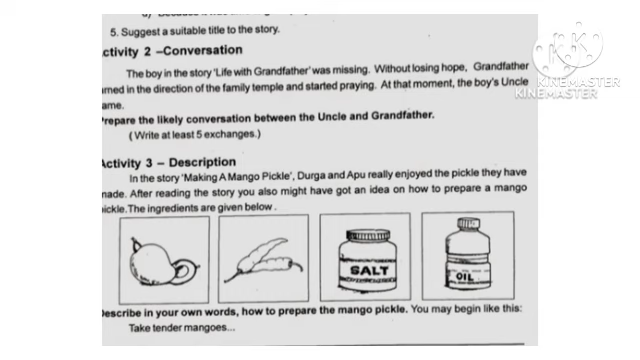 5. Suggest a suitable title to the story.
ctivity 2 –Conversation
The boy in the story 'Life with Grandfather' was missing. Without losing hope, Grandfather
urned in the direction of the family temple and started praying. At that moment, the boy's Uncle
ame.
repare the likely conversation between the Uncle and Grandfather.
( Write at least 5 exchanges.)
Activity 3 – Description
In the story 'Making A Mango Pickle', Durga and Apu really enjoyed the pickle they have
nade. After reading the story you also might have got an idea on how to prepare a mango
ickle.The ingredients are given below .
SALT
OIL
escribe in your own words, how to prepare the mango pickle. You may begin like this:
Take tender mangoes...
KINEMASTER
KINEMASTER